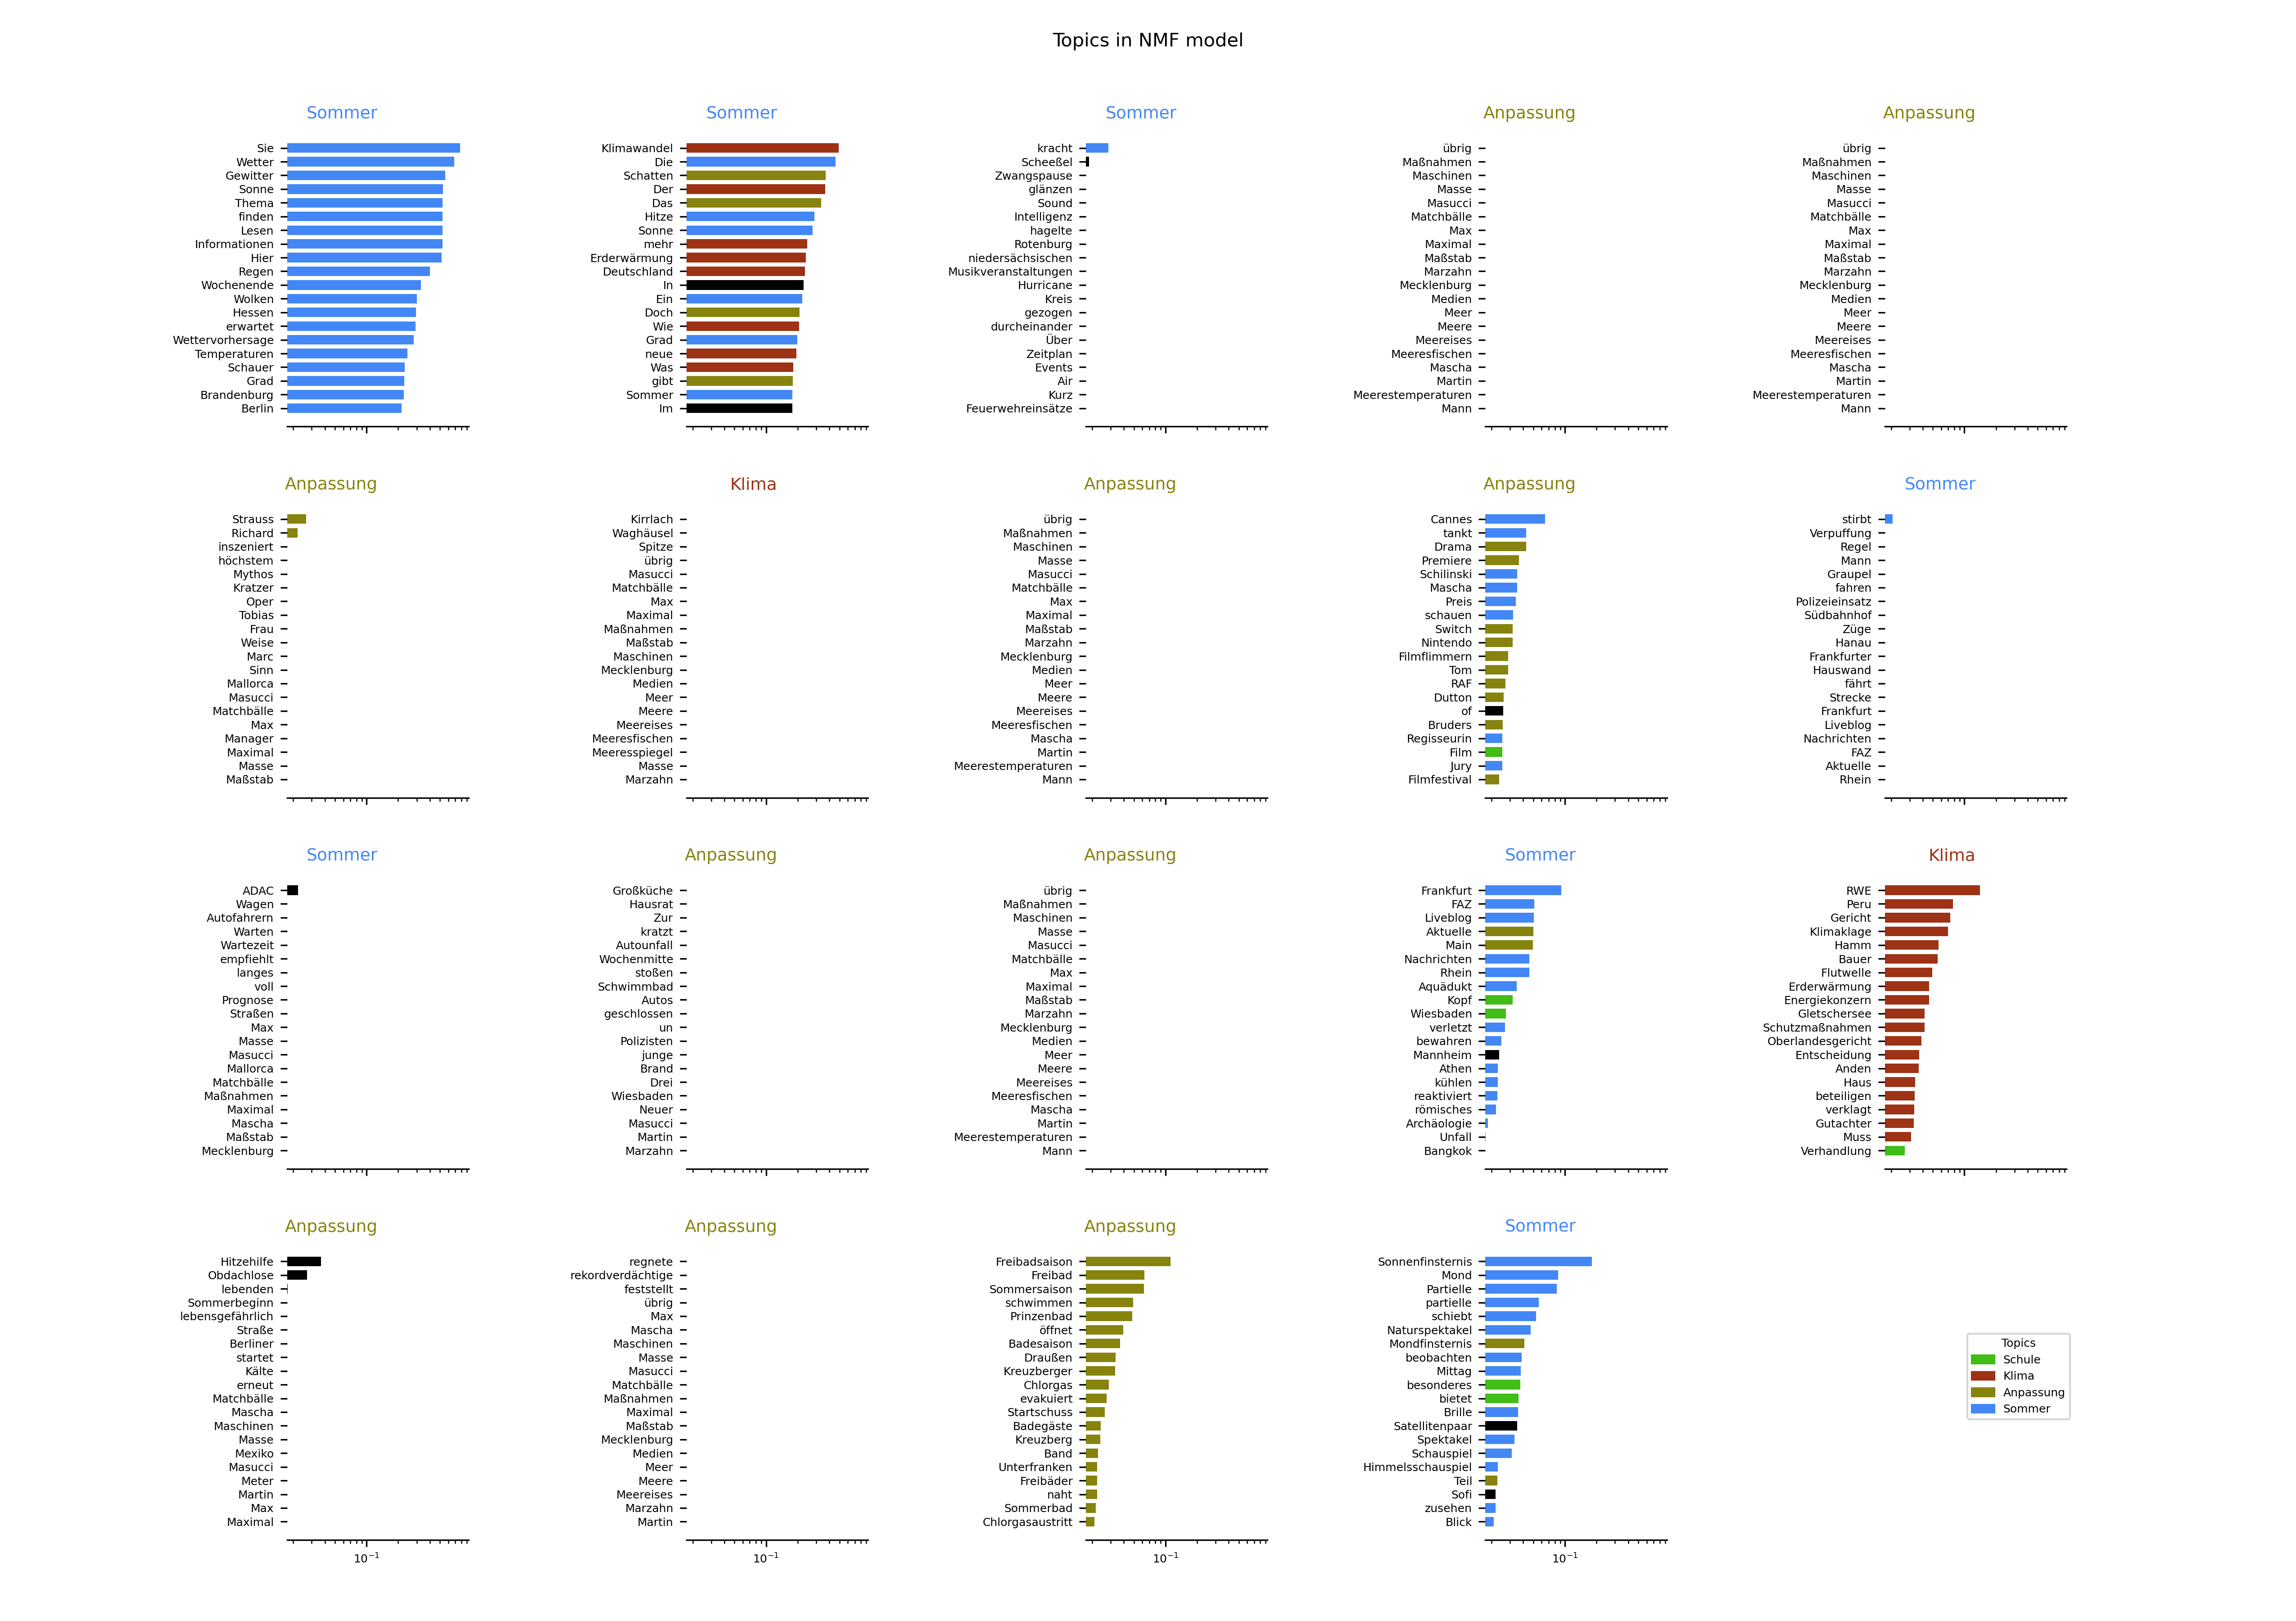 Topics in NMF model
Sommer
Sie
Wetter
Gewitter
Sonne
Thema
finden
Lesen
Informationen
Hier
Regen
Wochenende
Wolken
Hessen
erwartet
Wettervorhersage
Temperaturen
Schauer
Grad
Brandenburg
Berlin
Sommer
Klimawandel
Die
Schatten
Der
Das
Hitze
Sonne
mehr
Erderwärmung
Deutschland
In
Ein
Doch
Wie
Grad
neue
Was
gibt
Sommer
Im
Sommer
kracht
Scheeßel
Zwangspause
glänzen
Sound
Intelligenz
hagelte
Rotenburg
niedersächsischen
Musikveranstaltungen
Hurricane
Kreis
gezogen
durcheinander
Über
Zeitplan
Events
Air
Kurz
Feuerwehreinsätze
Anpassung
übrig
Maßnahmen
Maschinen
Masse
Masucci
Matchbälle
Max
Maximal
Maßstab
Marzahn
Mecklenburg
Medien
Meer
Meere
Meereises
Meeresfischen
Mascha
Martin
Meerestemperaturen
Mann
Anpassung
übrig
Maßnahmen
Maschinen
Masse
Masucci
Matchbälle
Max
Maximal
Maßstab
Marzahn
Mecklenburg
Medien
Meer
Meere
Meereises
Meeresfischen
Mascha
Martin
Meerestemperaturen
Mann
Anpassung
Strauss
Richard
inszeniert
höchstem
Mythos
Kratzer
Oper
Tobias
Frau
Weise
Marc
Sinn
Mallorca
Masucci
Matchbälle
Max
Manager
Maximal
Masse
Maßstab
Klima
Kirrlach
Waghäusel
Spitze
übrig
Masucci
Matchbälle
Max
Maximal
Maßnahmen
Maßstab
Maschinen
Mecklenburg
Medien
Meer
Meere
Meereises
Meeresfischen
Meeresspiegel
Masse
Marzahn
Anpassung
übrig
Maßnahmen
Maschinen
Masse
Masucci
Matchbälle
Max
Maximal
Maßstab
Marzahn
Mecklenburg
Medien
Meer
Meere
Meereises
Meeresfischen
Mascha
Martin
Meerestemperaturen
Mann
Anpassung
Cannes
tankt
Drama
Premiere
Schilinski
Mascha
Preis
schauen
Switch
Nintendo
Filmflimmern
Tom
RAF
Dutton
of
Bruders
Regisseurin
Film
Jury
Filmfestival
Sommer
stirbt
Verpuffung
Regel
Mann
Graupel
fahren
Polizeieinsatz
Südbahnhof
Züge
Hanau
Frankfurter
Hauswand
fährt
Strecke
Frankfurt
Liveblog
Nachrichten
FAZ
Aktuelle
Rhein
Sommer
ADAC
Wagen
Autofahrern
Warten
Wartezeit
empfiehlt
langes
voll
Prognose
Straßen
Max
Masse
Masucci
Mallorca
Matchbälle
Maßnahmen
Maximal
Mascha
Maßstab
Mecklenburg
Anpassung
Großküche
Hausrat
Zur
kratzt
Autounfall
Wochenmitte
stoßen
Schwimmbad
Autos
geschlossen
un
Polizisten
junge
Brand
Drei
Wiesbaden
Neuer
Masucci
Martin
Marzahn
Anpassung
übrig
Maßnahmen
Maschinen
Masse
Masucci
Matchbälle
Max
Maximal
Maßstab
Marzahn
Mecklenburg
Medien
Meer
Meere
Meereises
Meeresfischen
Mascha
Martin
Meerestemperaturen
Mann
Sommer
Frankfurt
FAZ
Liveblog
Aktuelle
Main
Nachrichten
Rhein
Aquädukt
Kopf
Wiesbaden
verletzt
bewahren
Mannheim
Athen
kühlen
reaktiviert
römisches
Archäologie
Unfall
Bangkok
Klima
RWE
Peru
Gericht
Klimaklage
Hamm
Bauer
Flutwelle
Erderwärmung
Energiekonzern
Gletschersee
Schutzmaßnahmen
Oberlandesgericht
Entscheidung
Anden
Haus
beteiligen
verklagt
Gutachter
Muss
Verhandlung
Anpassung
Hitzehilfe
Obdachlose
lebenden
Sommerbeginn
lebensgefährlich
Straße
Berliner
startet
Kälte
erneut
Matchbälle
Mascha
Maschinen
Masse
Mexiko
Masucci
Meter
Martin
Max
Maximal
10⁻¹
Anpassung
regnete
rekordverdächtige
feststellt
übrig
Max
Mascha
Maschinen
Masse
Masucci
Matchbälle
Maßnahmen
Maximal
Maßstab
Mecklenburg
Medien
Meer
Meere
Meereises
Marzahn
Martin
10⁻¹
Anpassung
Freibadsaison
Freibad
Sommersaison
schwimmen
Prinzenbad
öffnet
Badesaison
Draußen
Kreuzberger
Chlorgas
evakuiert
Startschuss
Badegäste
Kreuzberg
Band
Unterfranken
Freibäder
naht
Sommerbad
Chlorgasaustritt
10⁻¹
Sommer
Sonnenfinsternis
Mond
Partielle
partielle
schiebt
Naturspektakel
Mondfinsternis
beobachten
Mittag
besonderes
bietet
Brille
Satellitenpaar
Spektakel
Schauspiel
Himmelsschauspiel
Teil
Sofi
zusehen
Blick
10⁻¹
Topics
Schule
Klima
Anpassung
Sommer